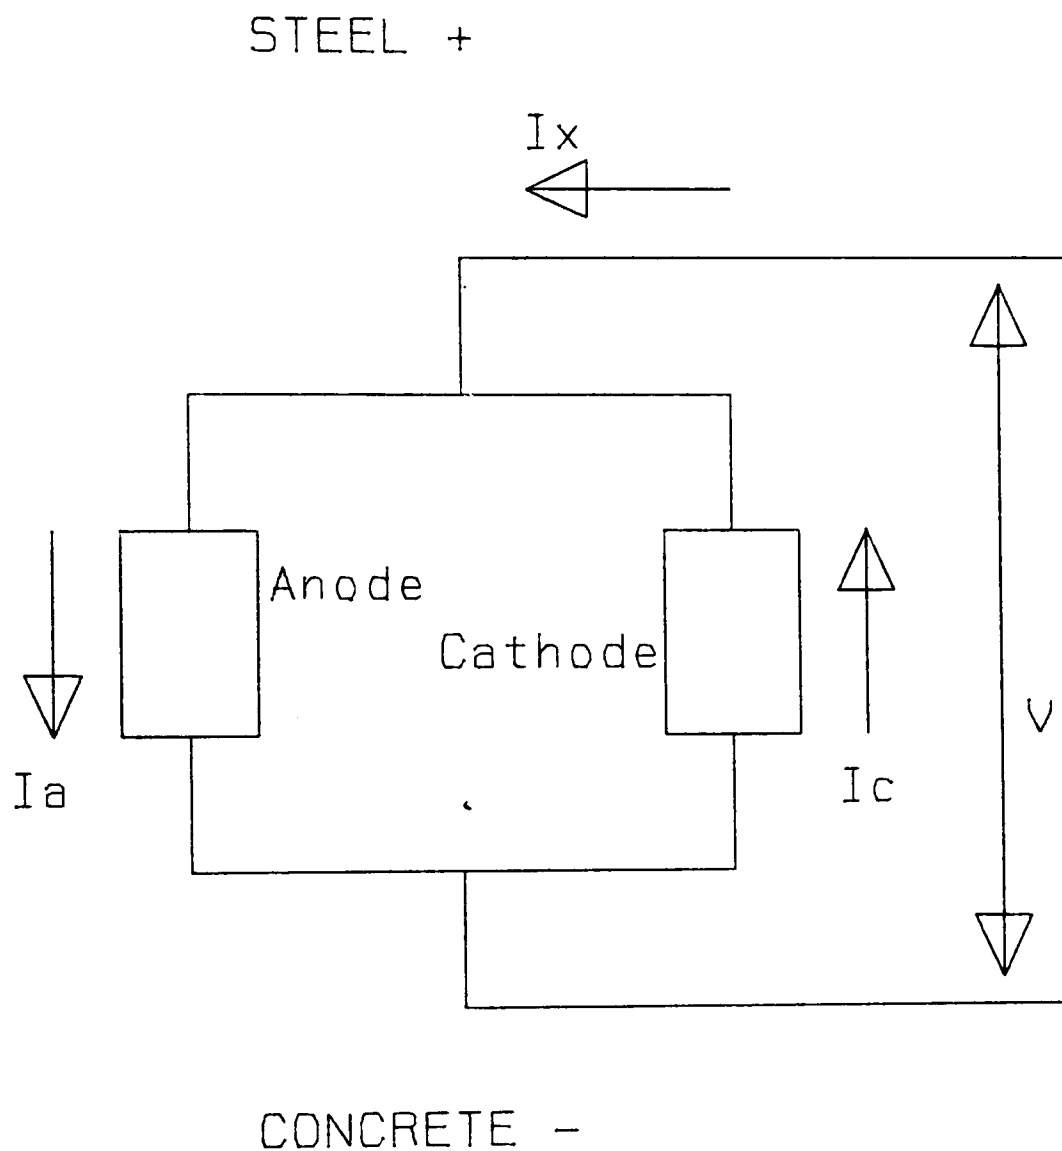 STEEL +
Ix
Anode
Cathode
V
Ia
Ic
CONCRETE -